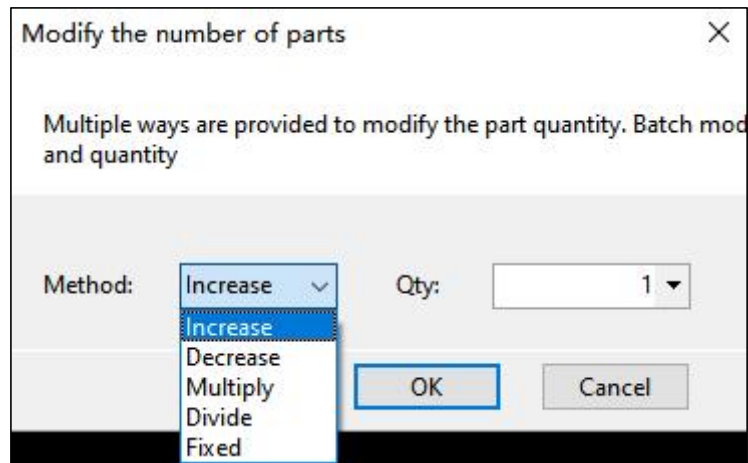 Modify the number of parts
Multiple ways are provided to modify the part quantity. Batch mod
and quantity
Method: Increase Qty: 1
Increase
Decrease
Multiply
Divide
Fixed
OK Cancel